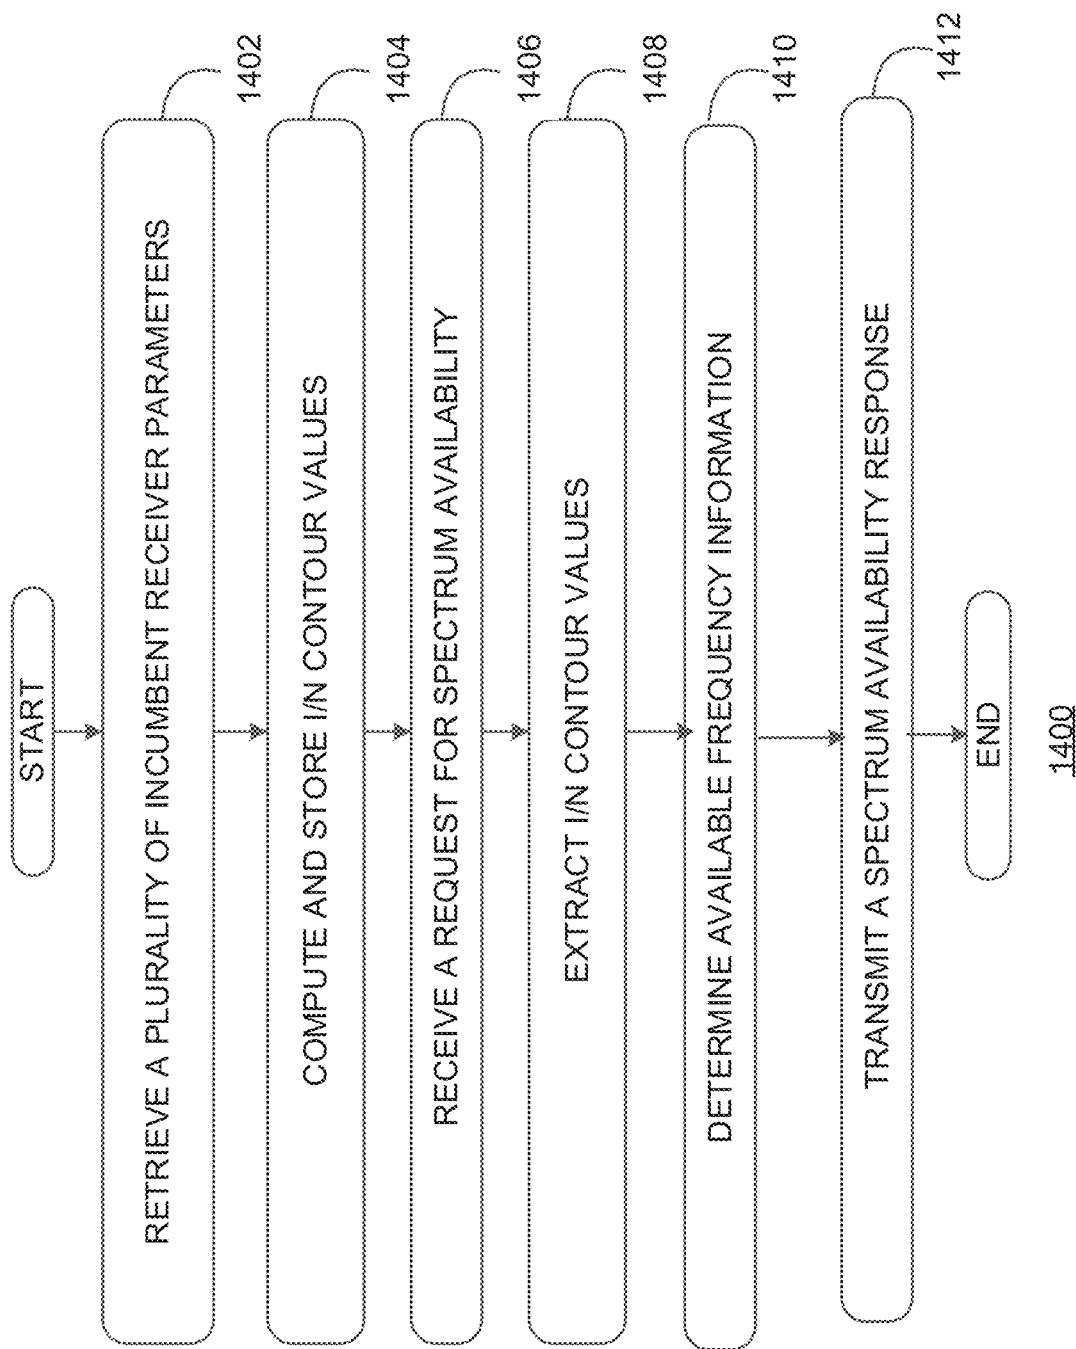 START
RETRIEVE A PLURALITY OF INCUMBENT RECEIVER PARAMETERS
1402
COMPUTE AND STORE I/N CONTOUR VALUES
1404
RECEIVE A REQUEST FOR SPECTRUM AVAILABILITY
1406
EXTRACT I/N CONTOUR VALUES
1408
DETERMINE AVAILABLE FREQUENCY INFORMATION
1410
TRANSMIT A SPECTRUM AVAILABILITY RESPONSE
1412
END
1400